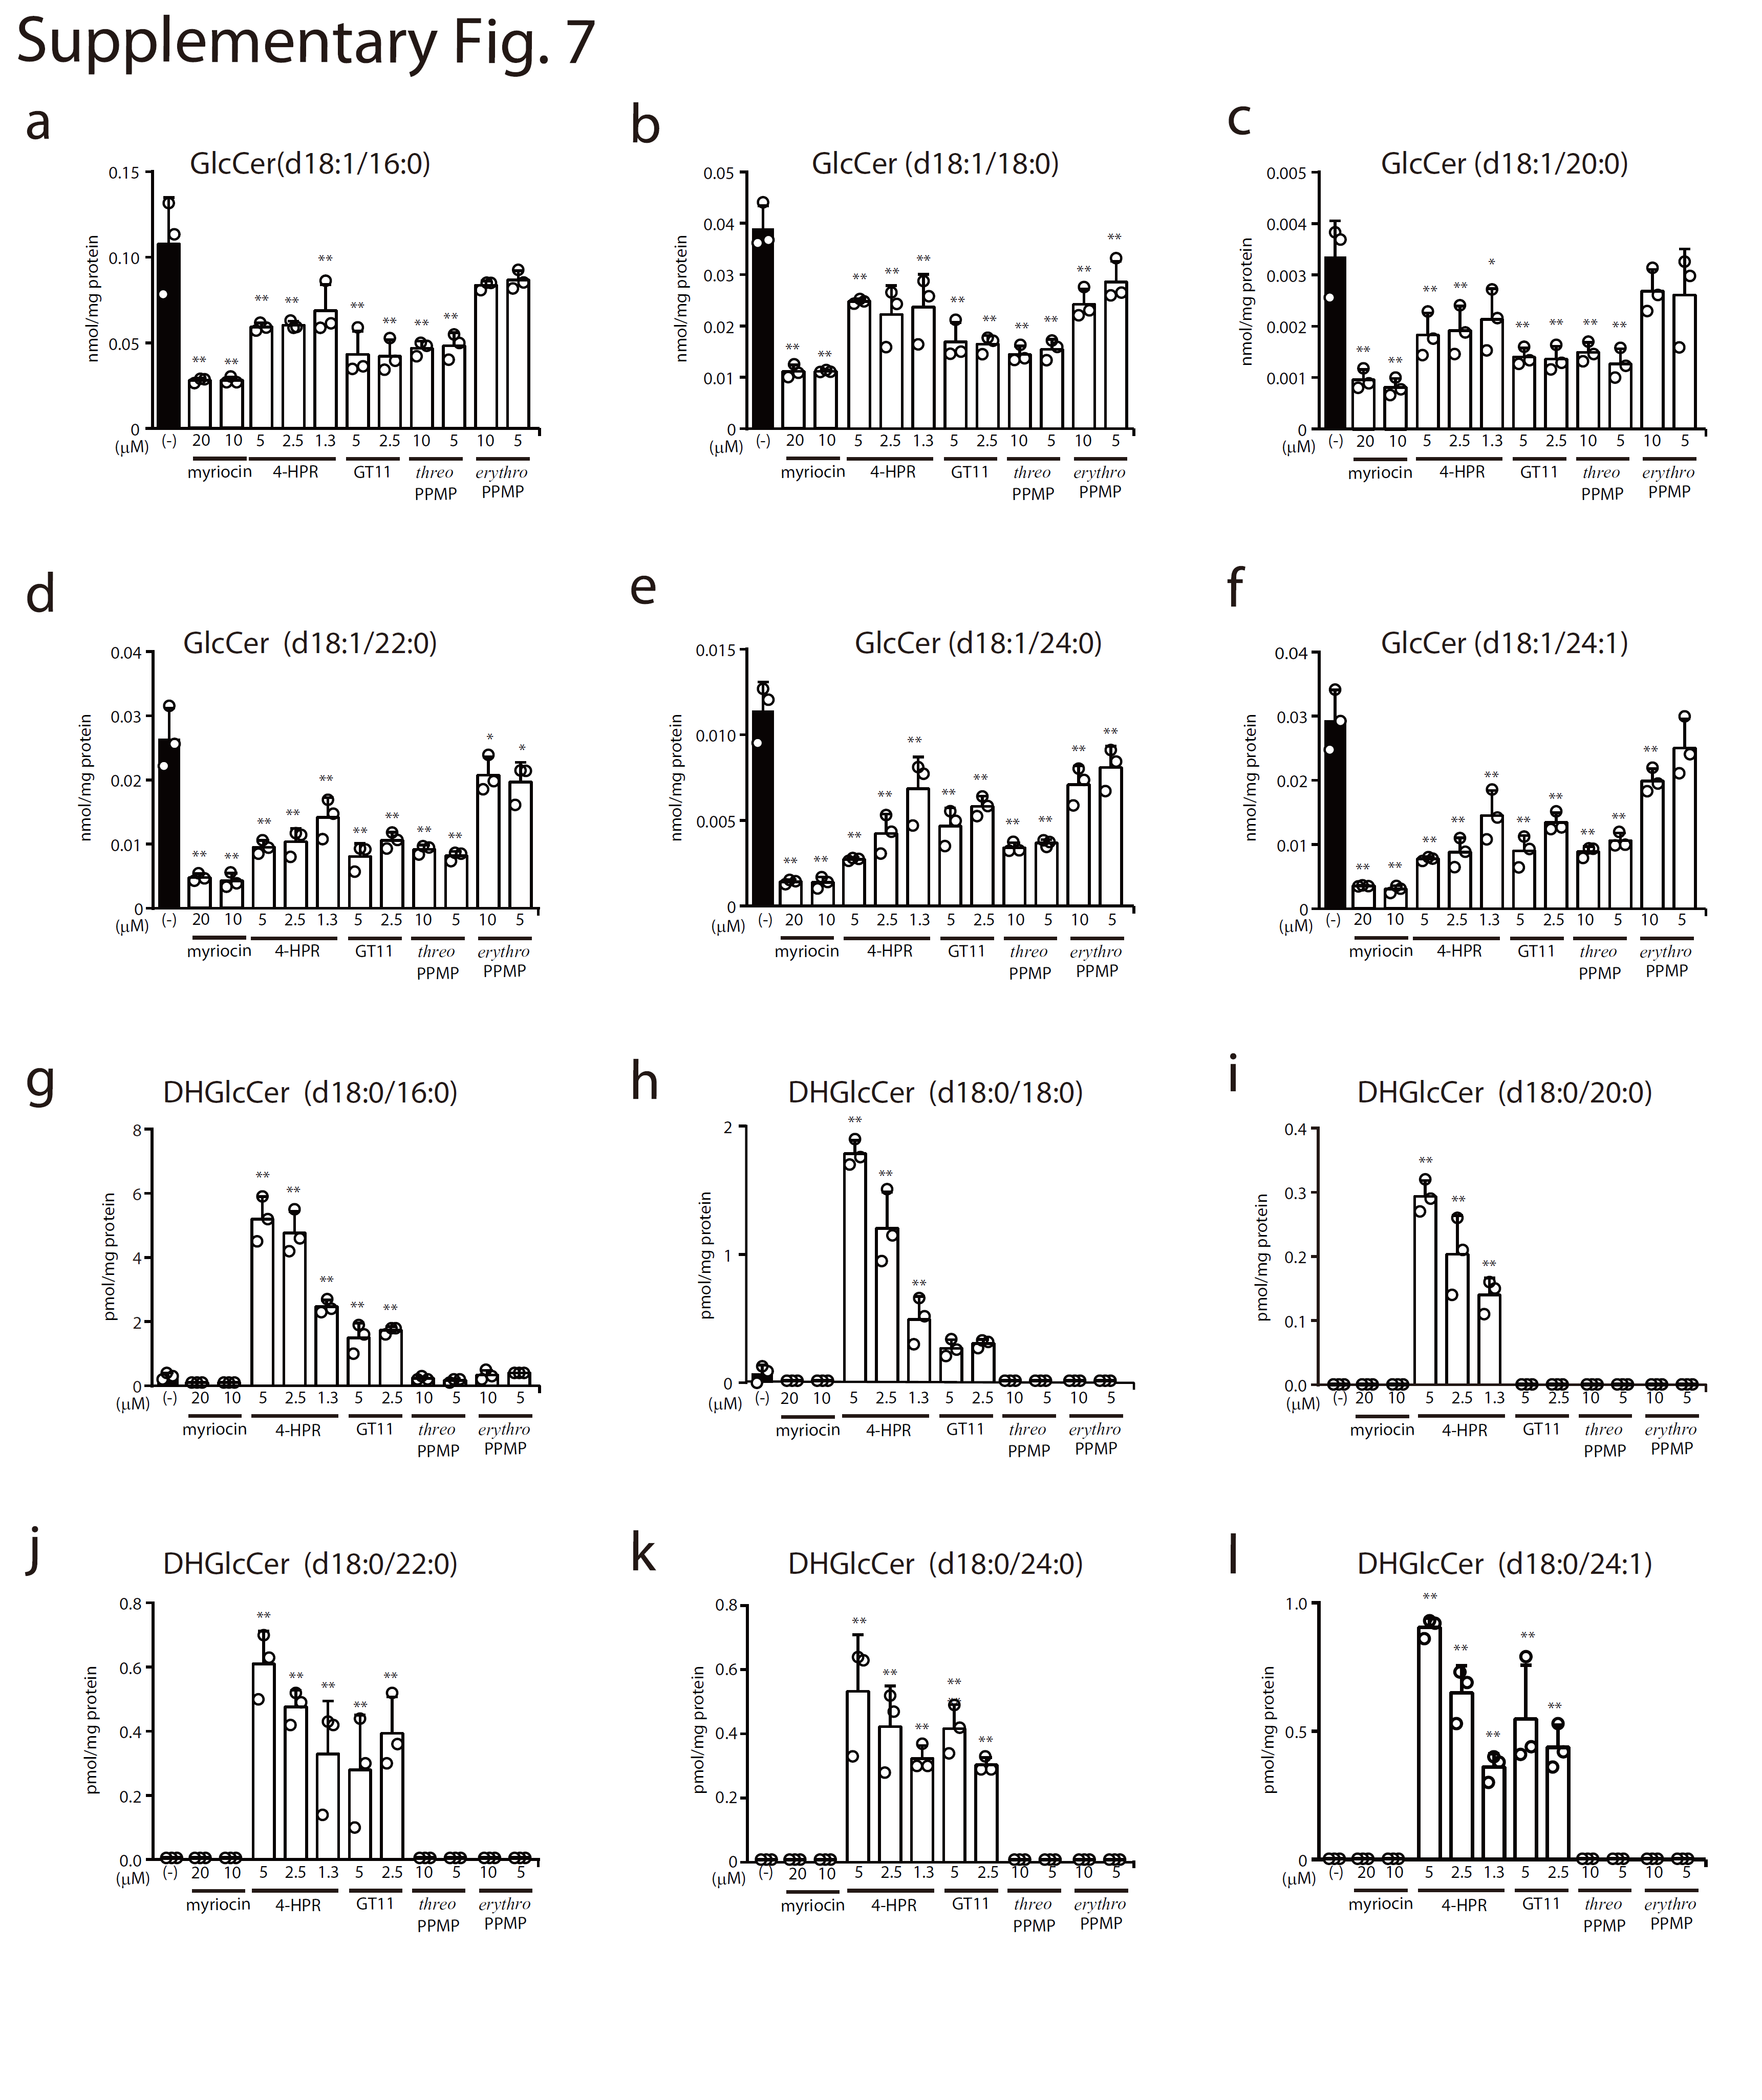 Supplementary Fig. 7
a
GlcCer(d18:1/16:0)
nmol/mg protein
0.15
0.10
0.05
0
** ** ** ** ** ** ** ** **
(μM) (-) 20 10 5 2.5 1.3 5 2.5 10 5 10 5
myriocin 4-HPR GT11 threo PPMP erythro PPMP
b
GlcCer (d18:1/18:0)
nmol/mg protein
0.05
0.04
0.03
0.02
0.01
0
** ** ** ** ** ** ** ** ** ** **
(μM) (-) 20 10 5 2.5 1.3 5 2.5 10 5 10 5
myriocin 4-HPR GT11 threo PPMP erythro PPMP
c
GlcCer (d18:1/20:0)
nmol/mg protein
0.005
0.004
0.003
0.002
0.001
0
** ** ** ** * ** ** ** **
(μM) (-) 20 10 5 2.5 1.3 5 2.5 10 5 10 5
myriocin 4-HPR GT11 threo PPMP erythro PPMP
d
GlcCer (d18:1/22:0)
nmol/mg protein
0.04
0.03
0.02
0.01
0
** ** ** ** ** ** ** ** ** * *
(μM) (-) 20 10 5 2.5 1.3 5 2.5 10 5 10 5
myriocin 4-HPR GT11 threo PPMP erythro PPMP
e
GlcCer (d18:1/24:0)
nmol/mg protein
0.015
0.010
0.005
0
** ** ** ** ** ** ** ** ** ** **
(μM) (-) 20 10 5 2.5 1.3 5 2.5 10 5 10 5
myriocin 4-HPR GT11 threo PPMP erythro PPMP
f
GlcCer (d18:1/24:1)
nmol/mg protein
0.04
0.03
0.02
0.01
0
** ** ** ** ** ** ** ** ** **
(μM) (-) 20 10 5 2.5 1.3 5 2.5 10 5 10 5
myriocin 4-HPR GT11 threo PPMP erythro PPMP
g
DHGlcCer (d18:0/16:0)
pmol/mg protein
8
6
4
2
0
** ** ** ** **
(μM) (-) 20 10 5 2.5 1.3 5 2.5 10 5 10 5
myriocin 4-HPR GT11 threo PPMP erythro PPMP
h
DHGlcCer (d18:0/18:0)
pmol/mg protein
2
1
0
** ** **
(μM) (-) 20 10 5 2.5 1.3 5 2.5 10 5 10 5
myriocin 4-HPR GT11 threo PPMP erythro PPMP
i
DHGlcCer (d18:0/20:0)
pmol/mg protein
0.4
0.3
0.2
0.1
0.0
** ** **
(μM) (-) 20 10 5 2.5 1.3 5 2.5 10 5 10 5
myriocin 4-HPR GT11 threo PPMP erythro PPMP
j
DHGlcCer (d18:0/22:0)
pmol/mg protein
0.8
0.6
0.4
0.2
0.0
** ** ** ** **
(μM) (-) 20 10 5 2.5 1.3 5 2.5 10 5 10 5
myriocin 4-HPR GT11 threo PPMP erythro PPMP
k
DHGlcCer (d18:0/24:0)
pmol/mg protein
0.8
0.6
0.4
0.2
0
** ** ** ** ** **
(μM) (-) 20 10 5 2.5 1.3 5 2.5 10 5 10 5
myriocin 4-HPR GT11 threo PPMP erythro PPMP
l
DHGlcCer (d18:0/24:1)
pmol/mg protein
1.0
0.5
0
** ** ** ** **
(μM) (-) 20 10 5 2.5 1.3 5 2.5 10 5 10 5
myriocin 4-HPR GT11 threo PPMP erythro PPMP